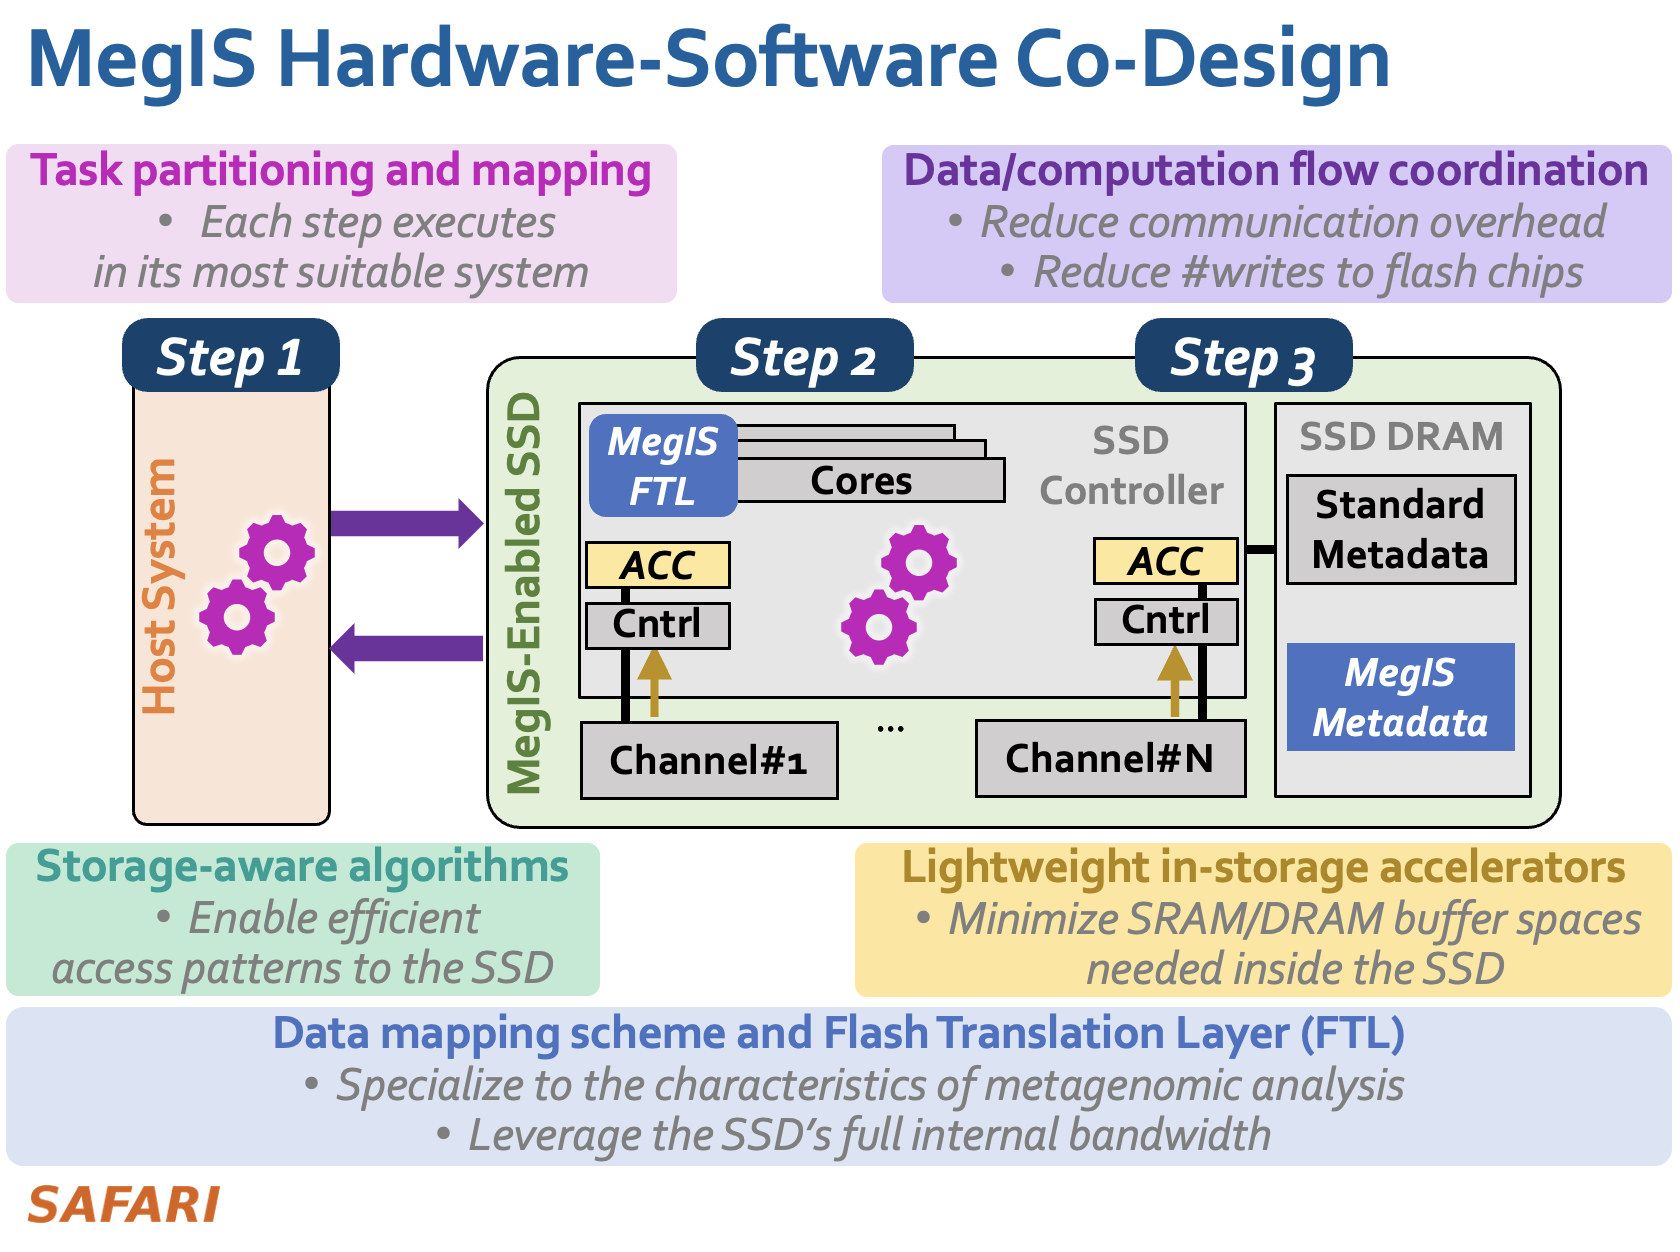 MegIS Hardware-Software Co-Design
Task partitioning and mapping
• Each step executes
in its most suitable system
Data/computation flow coordination
• Reduce communication overhead
• Reduce #writes to flash chips
Step 1
Step 2
Step 3
Host System
MegIS-Enabled SSD
MegIS
FTL
Cores
SSD
Controller
ACC
Cntrl
Channel#1
...
ACC
Cntrl
Channel#N
SSD DRAM
Standard
Metadata
MegIS
Metadata
Storage-aware algorithms
• Enable efficient
access patterns to the SSD
Lightweight in-storage accelerators
• Minimize SRAM/DRAM buffer spaces
needed inside the SSD
Data mapping scheme and Flash Translation Layer (FTL)
• Specialize to the characteristics of metagenomic analysis
• Leverage the SSD's full internal bandwidth
SAFARI